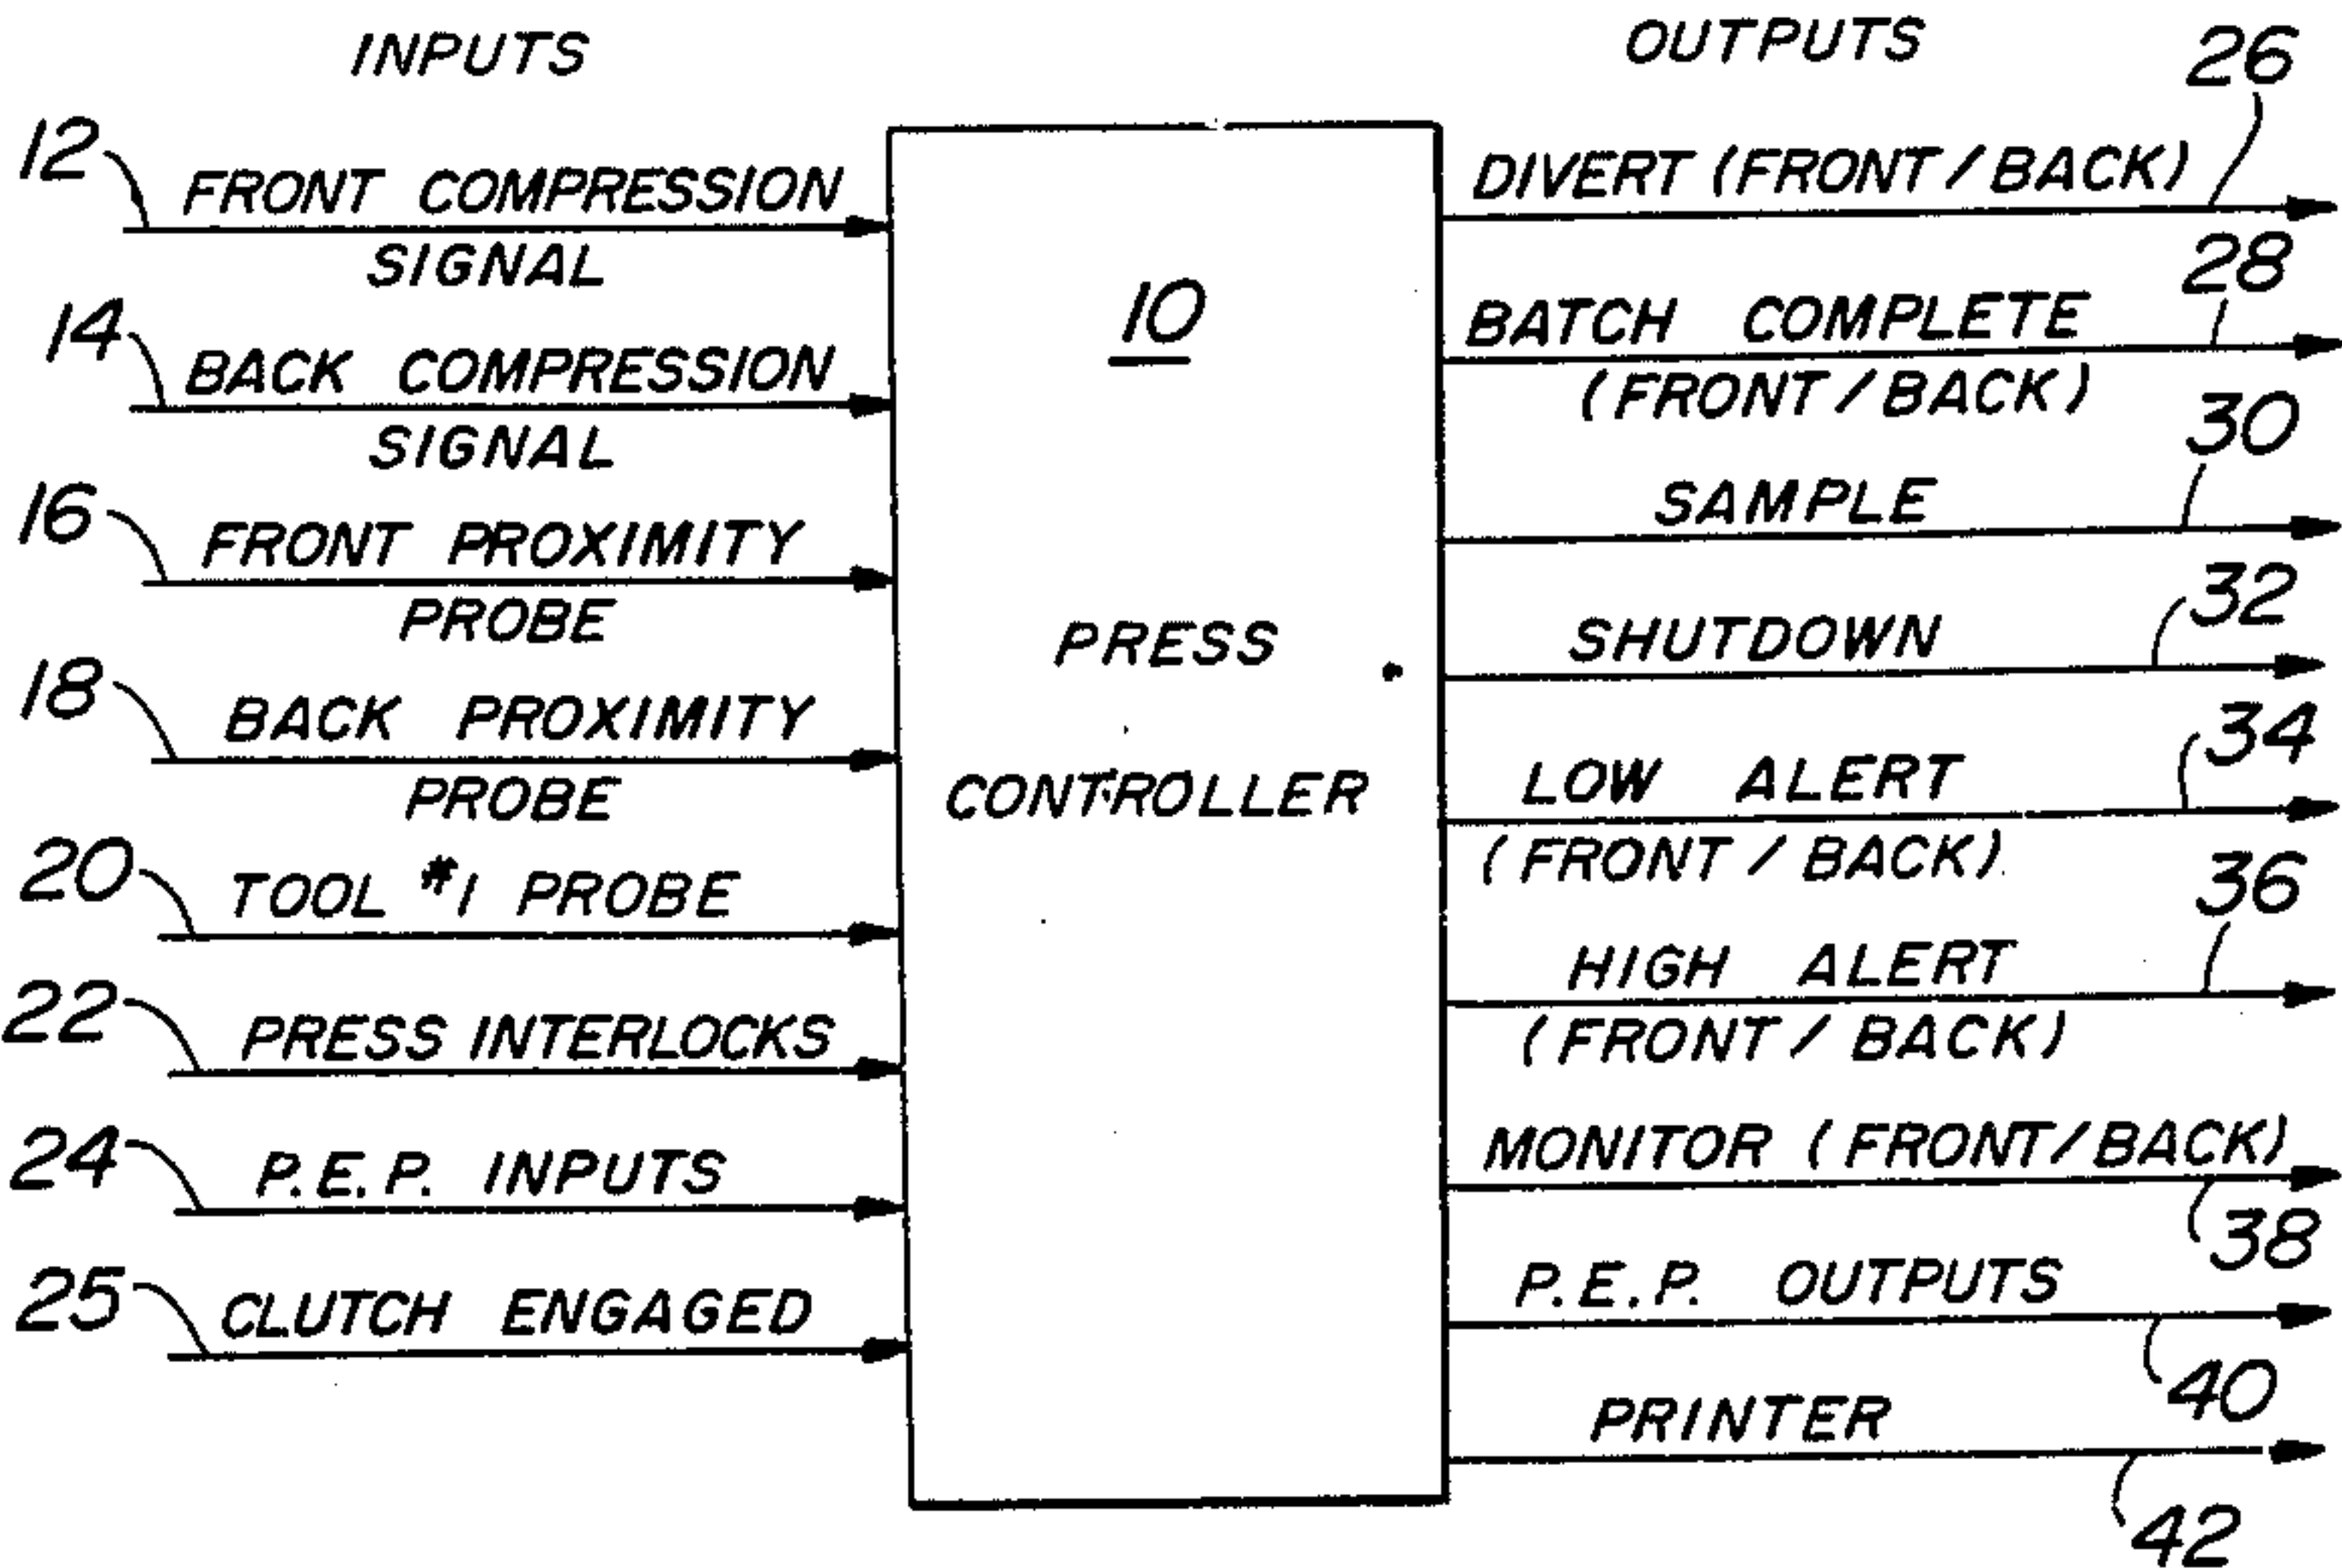 INPUTS
12
FRONT COMPRESSION
SIGNAL
14
BACK COMPRESSION
SIGNAL
16
FRONT PROXIMITY
PROBE
18
BACK PROXIMITY
PROBE
20
TOOL #1 PROBE
22
PRESS INTERLOCKS
24
P.E.P. INPUTS
25
CLUTCH ENGAGED
10
PRESS
CONTROLLER
OUTPUTS
26
DIVERT (FRONT/BACK)
28
BATCH COMPLETE
(FRONT/BACK)
30
SAMPLE
32
SHUTDOWN
34
LOW ALERT
(FRONT/BACK)
36
HIGH ALERT
(FRONT/BACK)
MONITOR (FRONT/BACK)
38
P.E.P. OUTPUTS
40
PRINTER
42